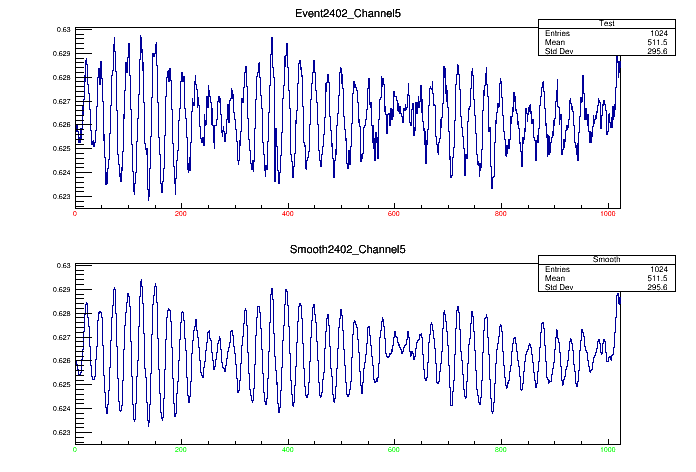 Event2402_Channel5
Test
Entries 1024
Mean 511.5
Std Dev 295.6
0.63
0.629
0.628
0.627
0.626
0.625
0.624
0.623
0 200 400 600 800 1000
Smooth2402_Channel5
Smooth
Entries 1024
Mean 511.5
Std Dev 295.6
0.63
0.629
0.628
0.627
0.626
0.625
0.624
0.623
0 200 400 600 800 1000